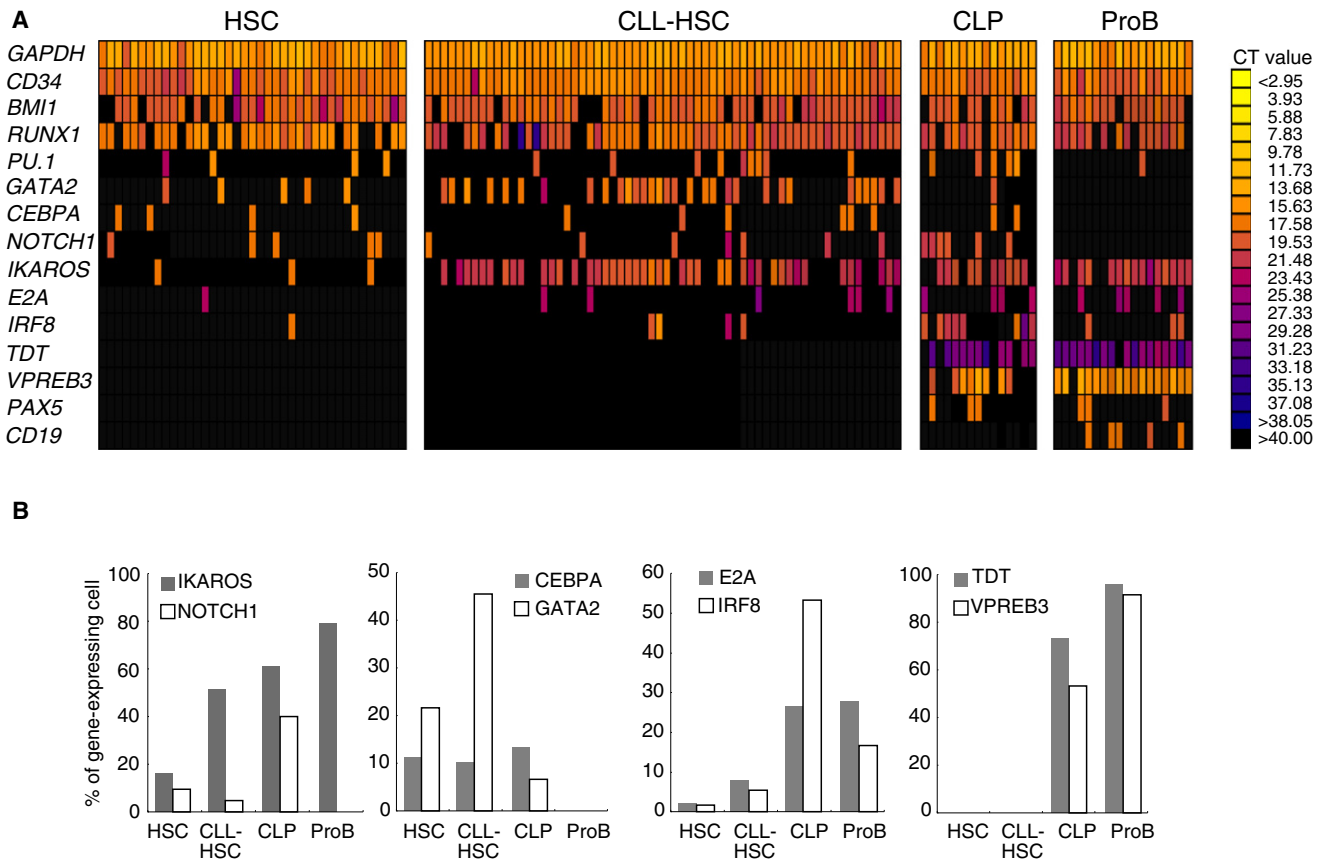 A
HSC
CLL-HSC
CLP
ProB
GAPDH
CD34
BMI1
RUNX1
PU.1
GATA2
CEBPA
NOTCH1
IKAROS
E2A
IRF8
TDT
VPREB3
PAX5
CD19
CT value
<2.95
3.93
5.88
7.83
9.78
11.73
13.68
15.63
17.58
19.53
21.48
23.43
25.38
27.33
29.28
31.23
33.18
35.13
37.08
>38.05
>40.00
B
% of gene-expressing cell
100
80
60
40
20
0
IKAROS
NOTCH1
HSC
CLL-
HSC
CLP
ProB
50
40
30
20
10
0
CEBPA
GATA2
HSC
CLL-
HSC
CLP
ProB
60
50
40
30
20
10
0
E2A
IRF8
HSC
CLL-
HSC
CLP
ProB
100
80
60
40
20
0
TDT
VPREB3
HSC
CLL-
HSC
CLP
ProB